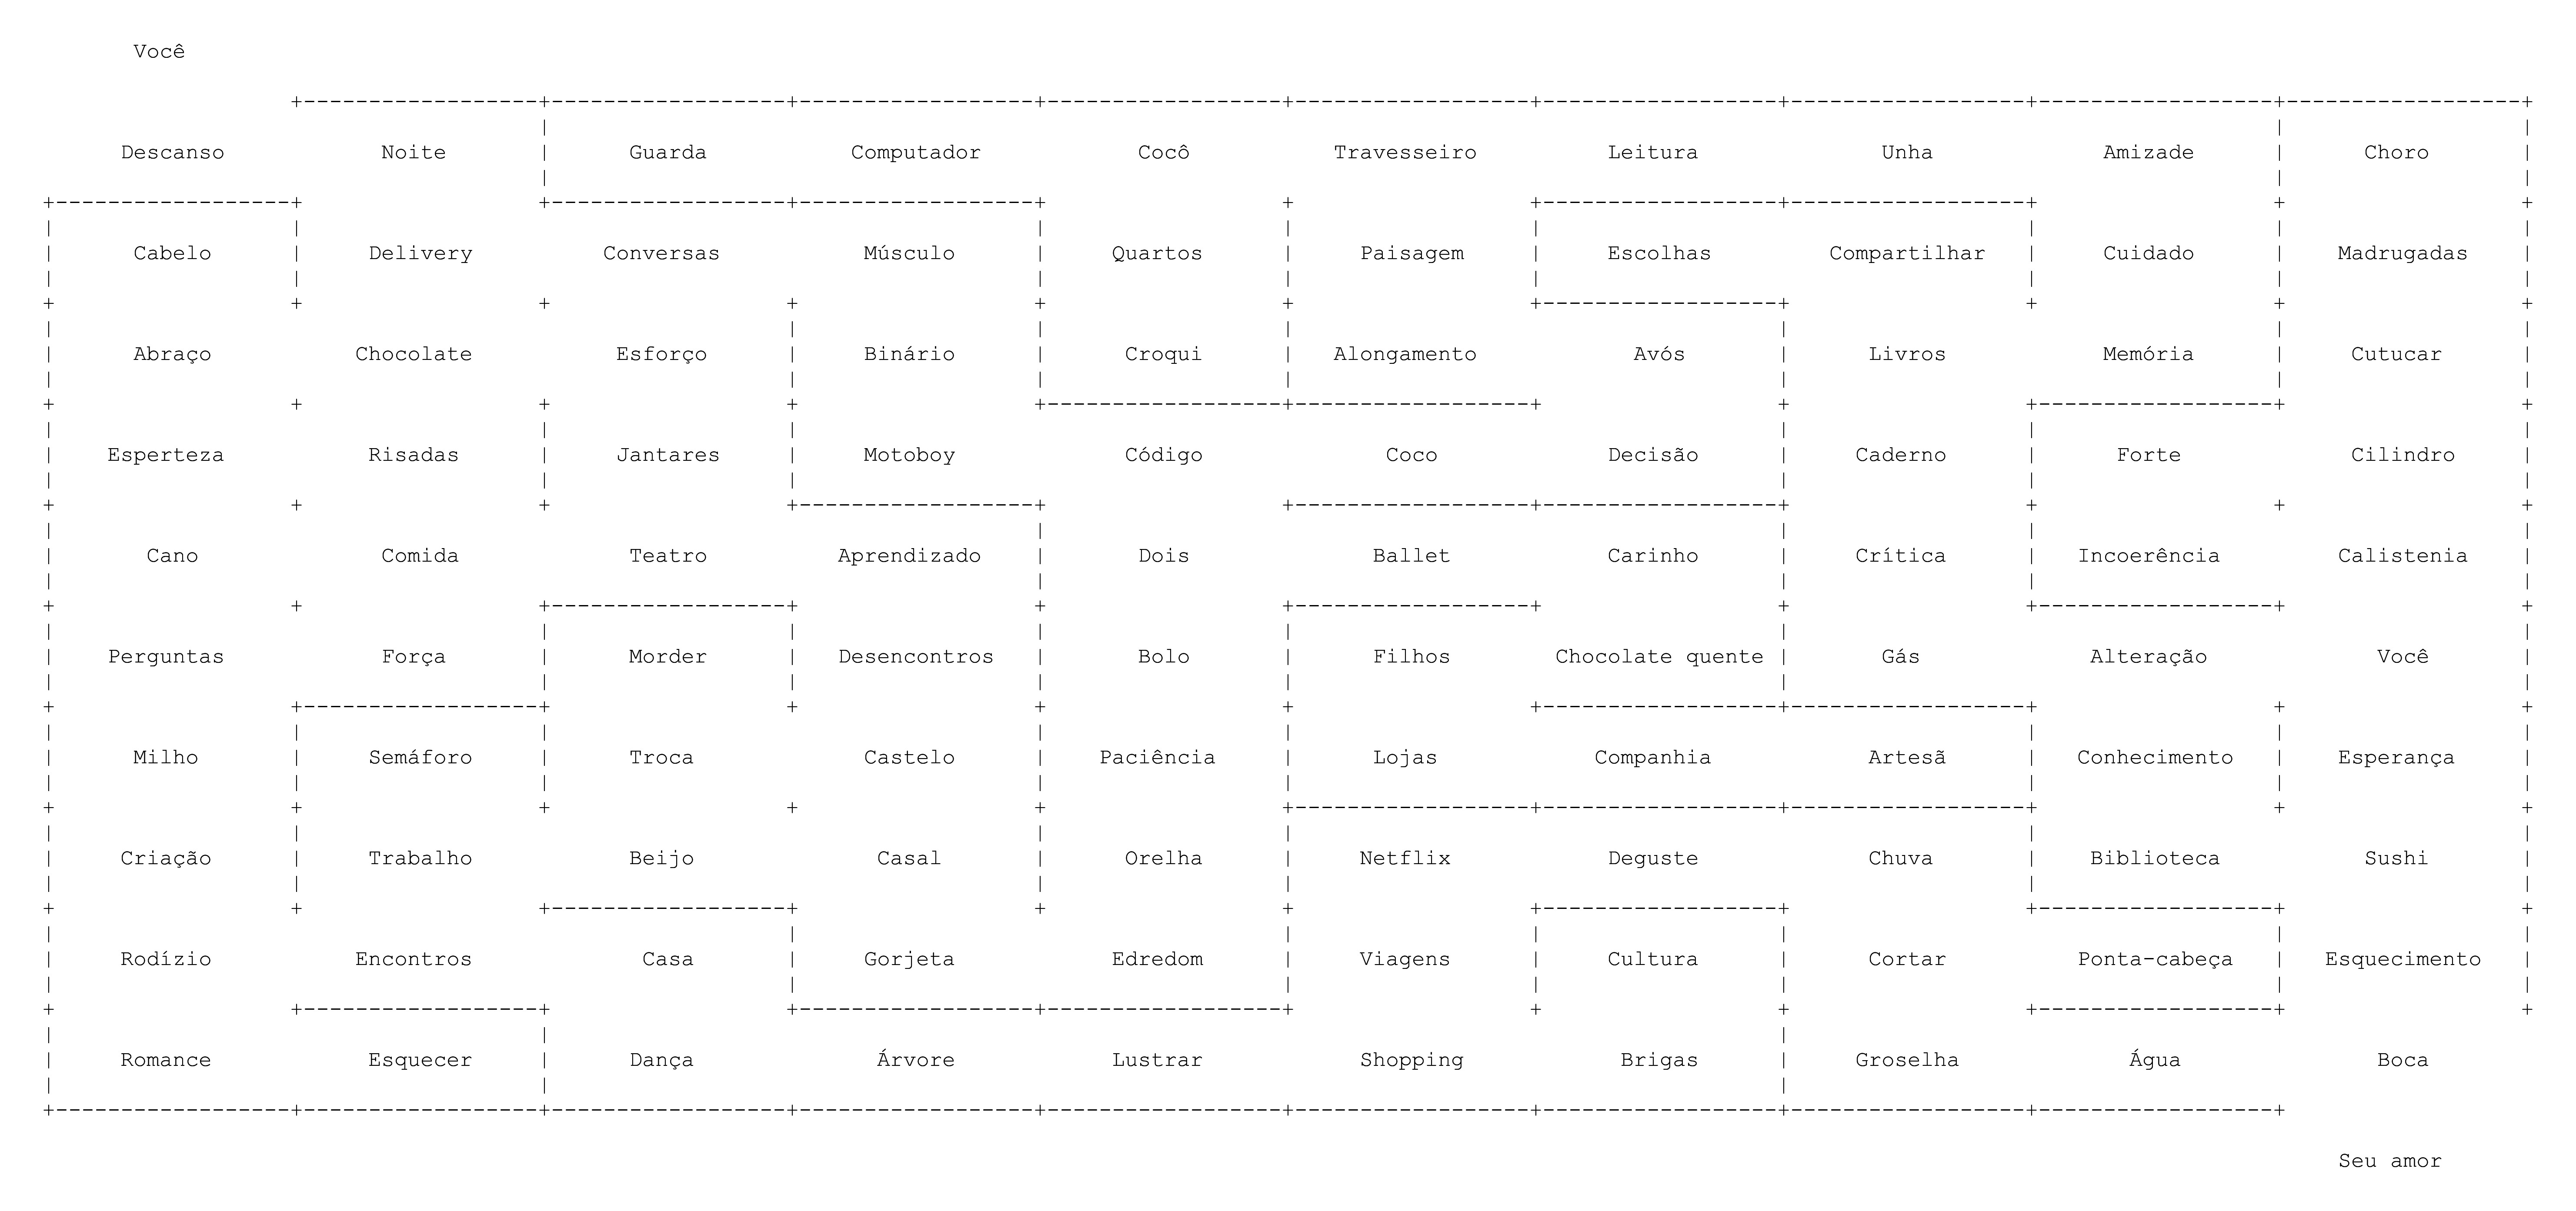 Você
Descanso Noite Guarda Computador Cocô Travesseiro Leitura Unha Amizade Choro
Cabelo Delivery Conversas Músculo Quartos Paisagem Escolhas Compartilhar Cuidado Madrugadas
Abraço Chocolate Esforço Binário Croqui Alongamento Avós Livros Memória Cutucar
Esperteza Risadas Jantares Motoboy Código Coco Decisão Caderno Forte Cilindro
Cano Comida Teatro Aprendizado Dois Ballet Carinho Crítica Incoerência Calistenia
Perguntas Força Morder Desencontros Bolo Filhos Chocolate quente Gás Alteração Você
Milho Semáforo Troca Castelo Paciência Lojas Companhia Artesã Conhecimento Esperança
Criação Trabalho Beijo Casal Orelha Netflix Deguste Chuva Biblioteca Sushi
Rodízio Encontros Casa Gorjeta Edredom Viagens Cultura Cortar Ponta-cabeça Esquecimento
Romance Esquecer Dança Árvore Lustrar Shopping Brigas Groselha Água Boca
Seu amor